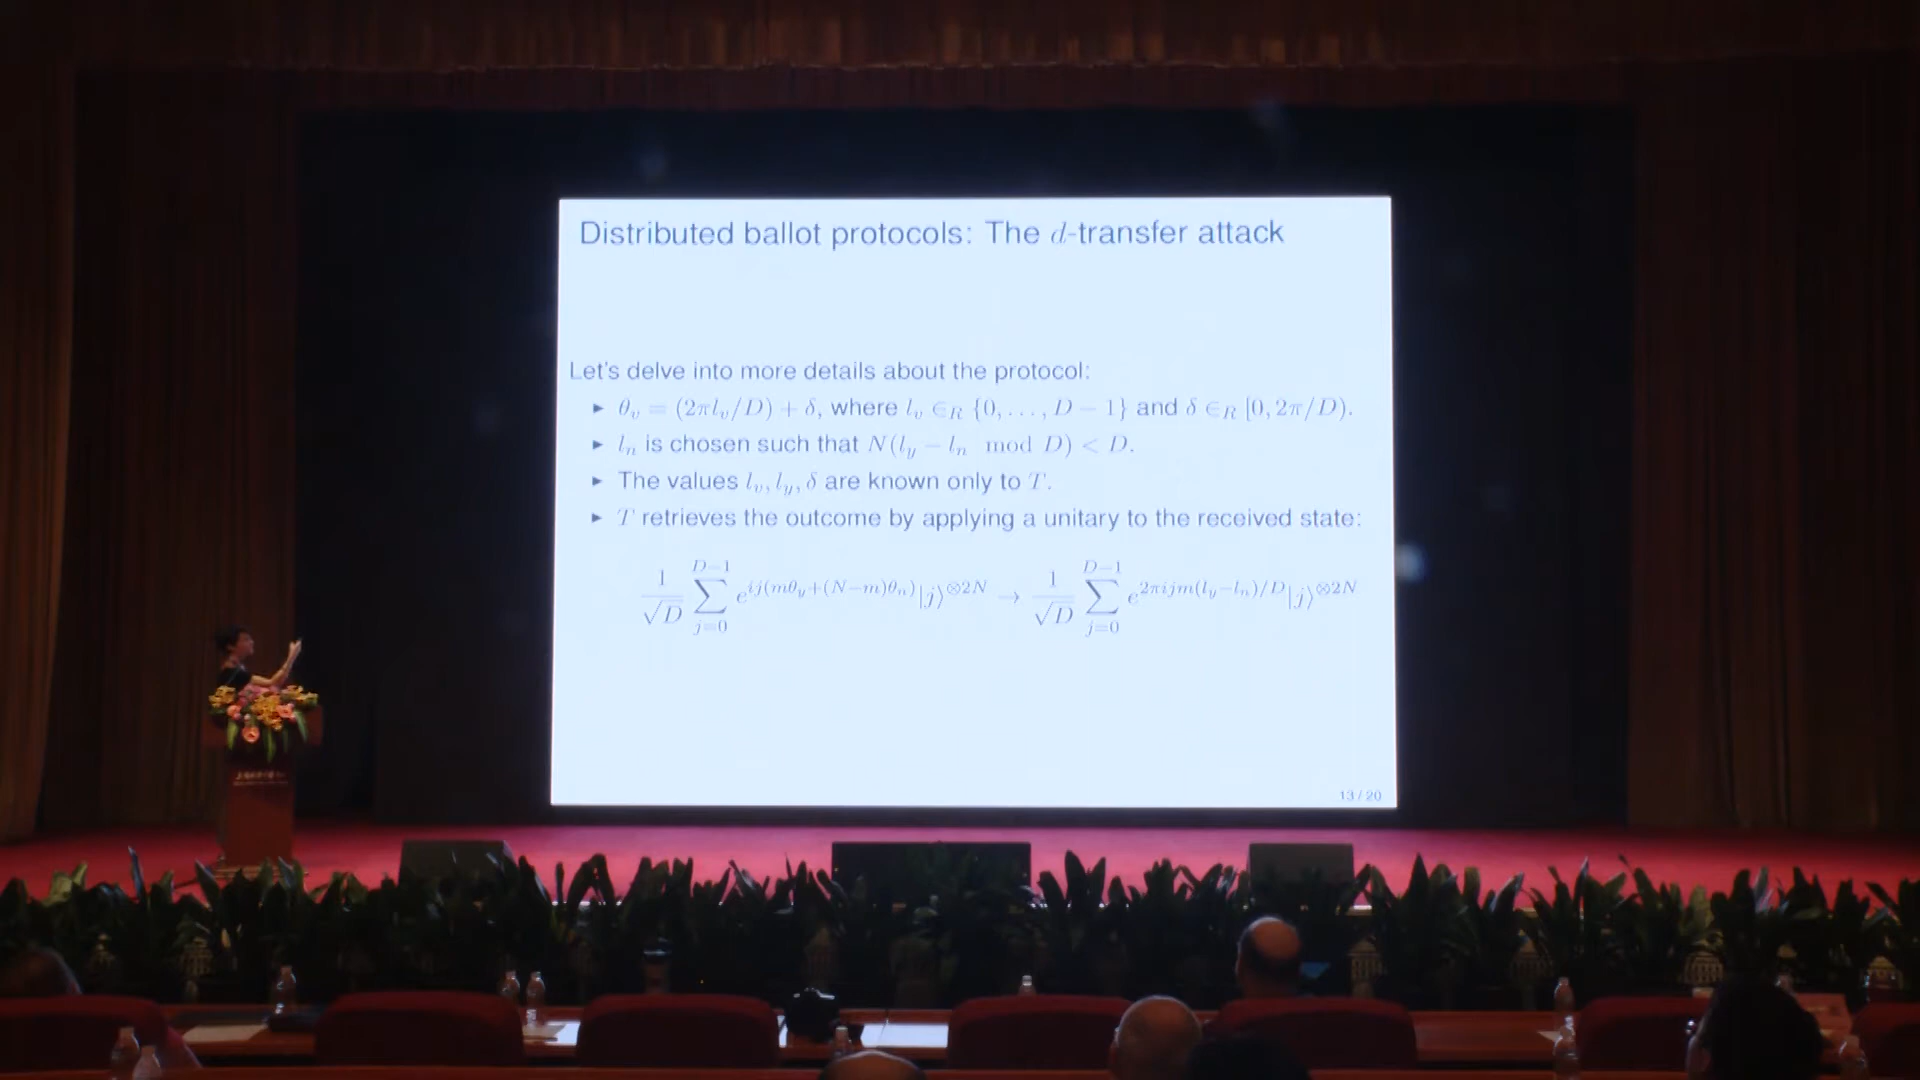 Distributed ballot protocols: The d-transfer attack
Let's delve into more details about the protocol:
▶ θ_v = (2πl_v/D) + δ, where l_v ∈_R {0, . . . , D − 1} and δ ∈_R [0, 2π/D).
▶ l_n is chosen such that N(l_y − l_n mod D) < D.
▶ The values l_v, l_y, δ are known only to T.
▶ T retrieves the outcome by applying a unitary to the received state:
1/√D ∑_{j=0}^{D−1} e^{ij(mθ_y+(N−m)θ_n)}|j⟩^{⊗2N} → 1/√D ∑_{j=0}^{D−1} e^{2πijm(l_y−l_n)/D}|j⟩^{⊗2N}
13 / 20